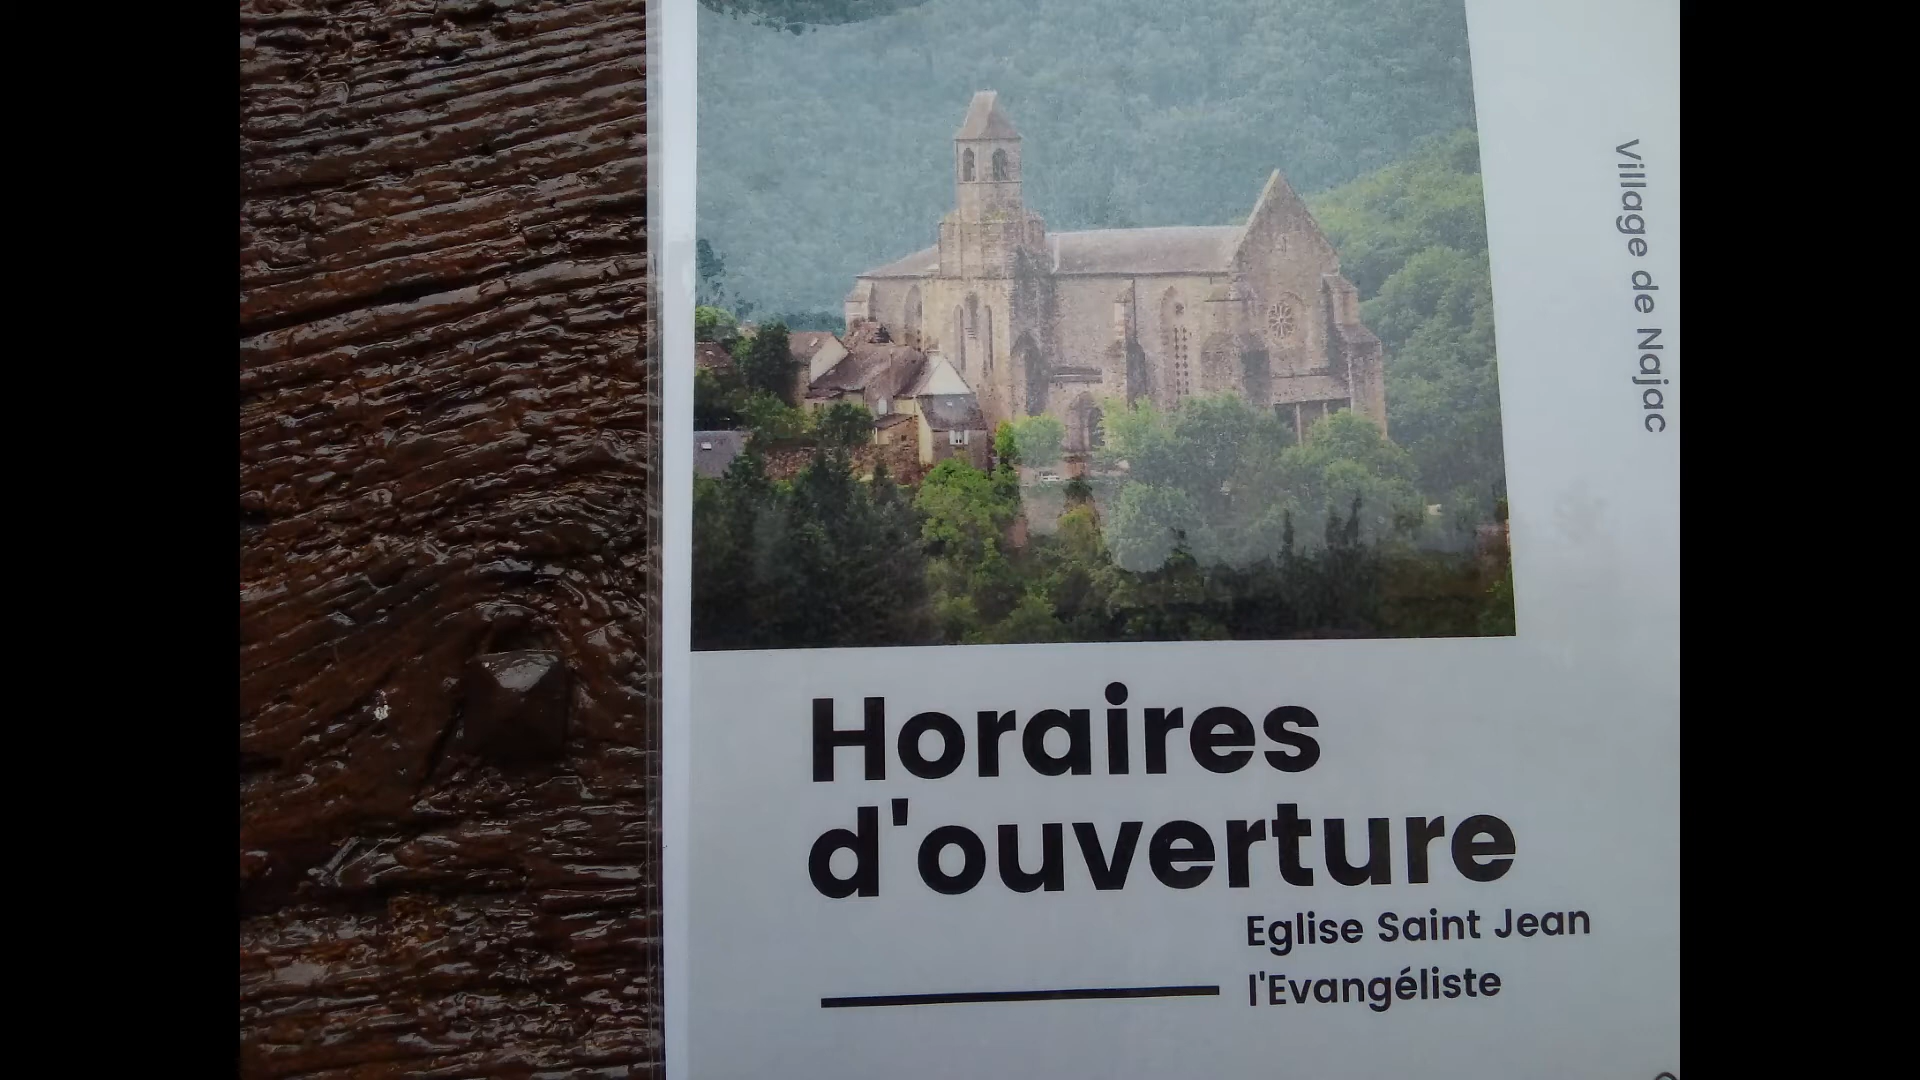 Village de Najac
Horaires
d'ouverture
Eglise Saint Jean
l'Evangéliste